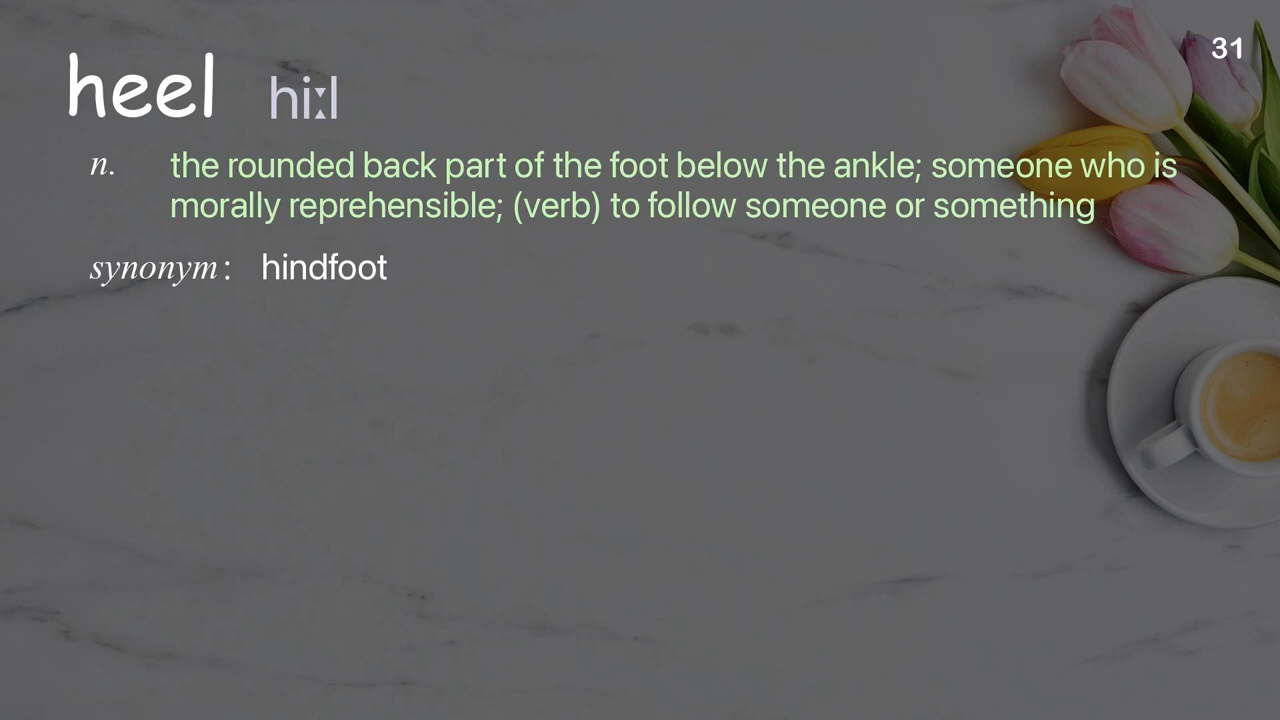 31
heel hiːl
n. the rounded back part of the foot below the ankle; someone who is
morally reprehensible; (verb) to follow someone or something
synonym: hindfoot